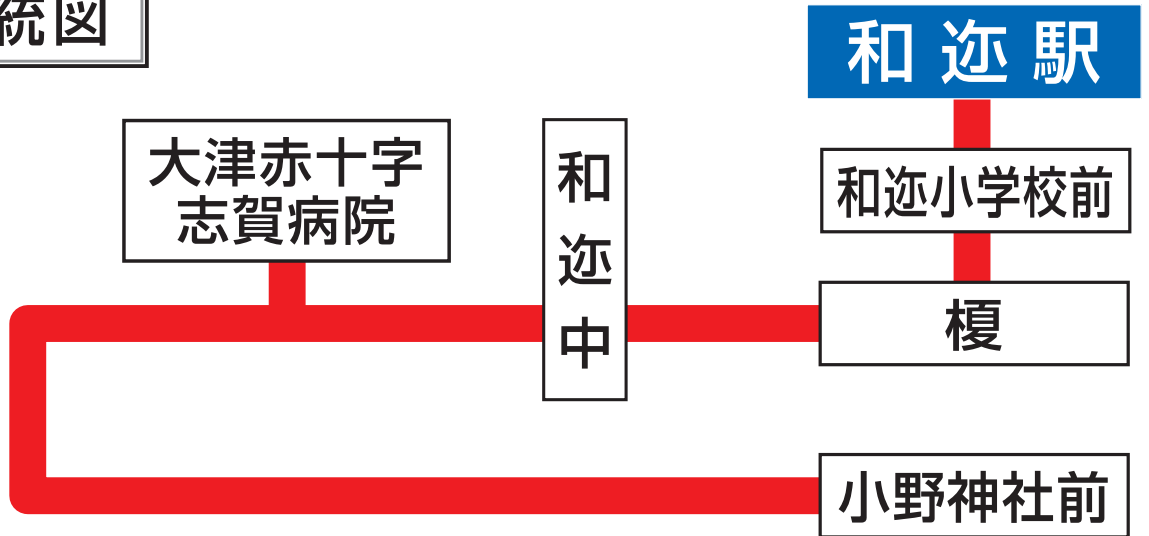 統図
和迩駅
大津赤十字
志賀病院
和迩中
和迩小学校前
榎
小野神社前